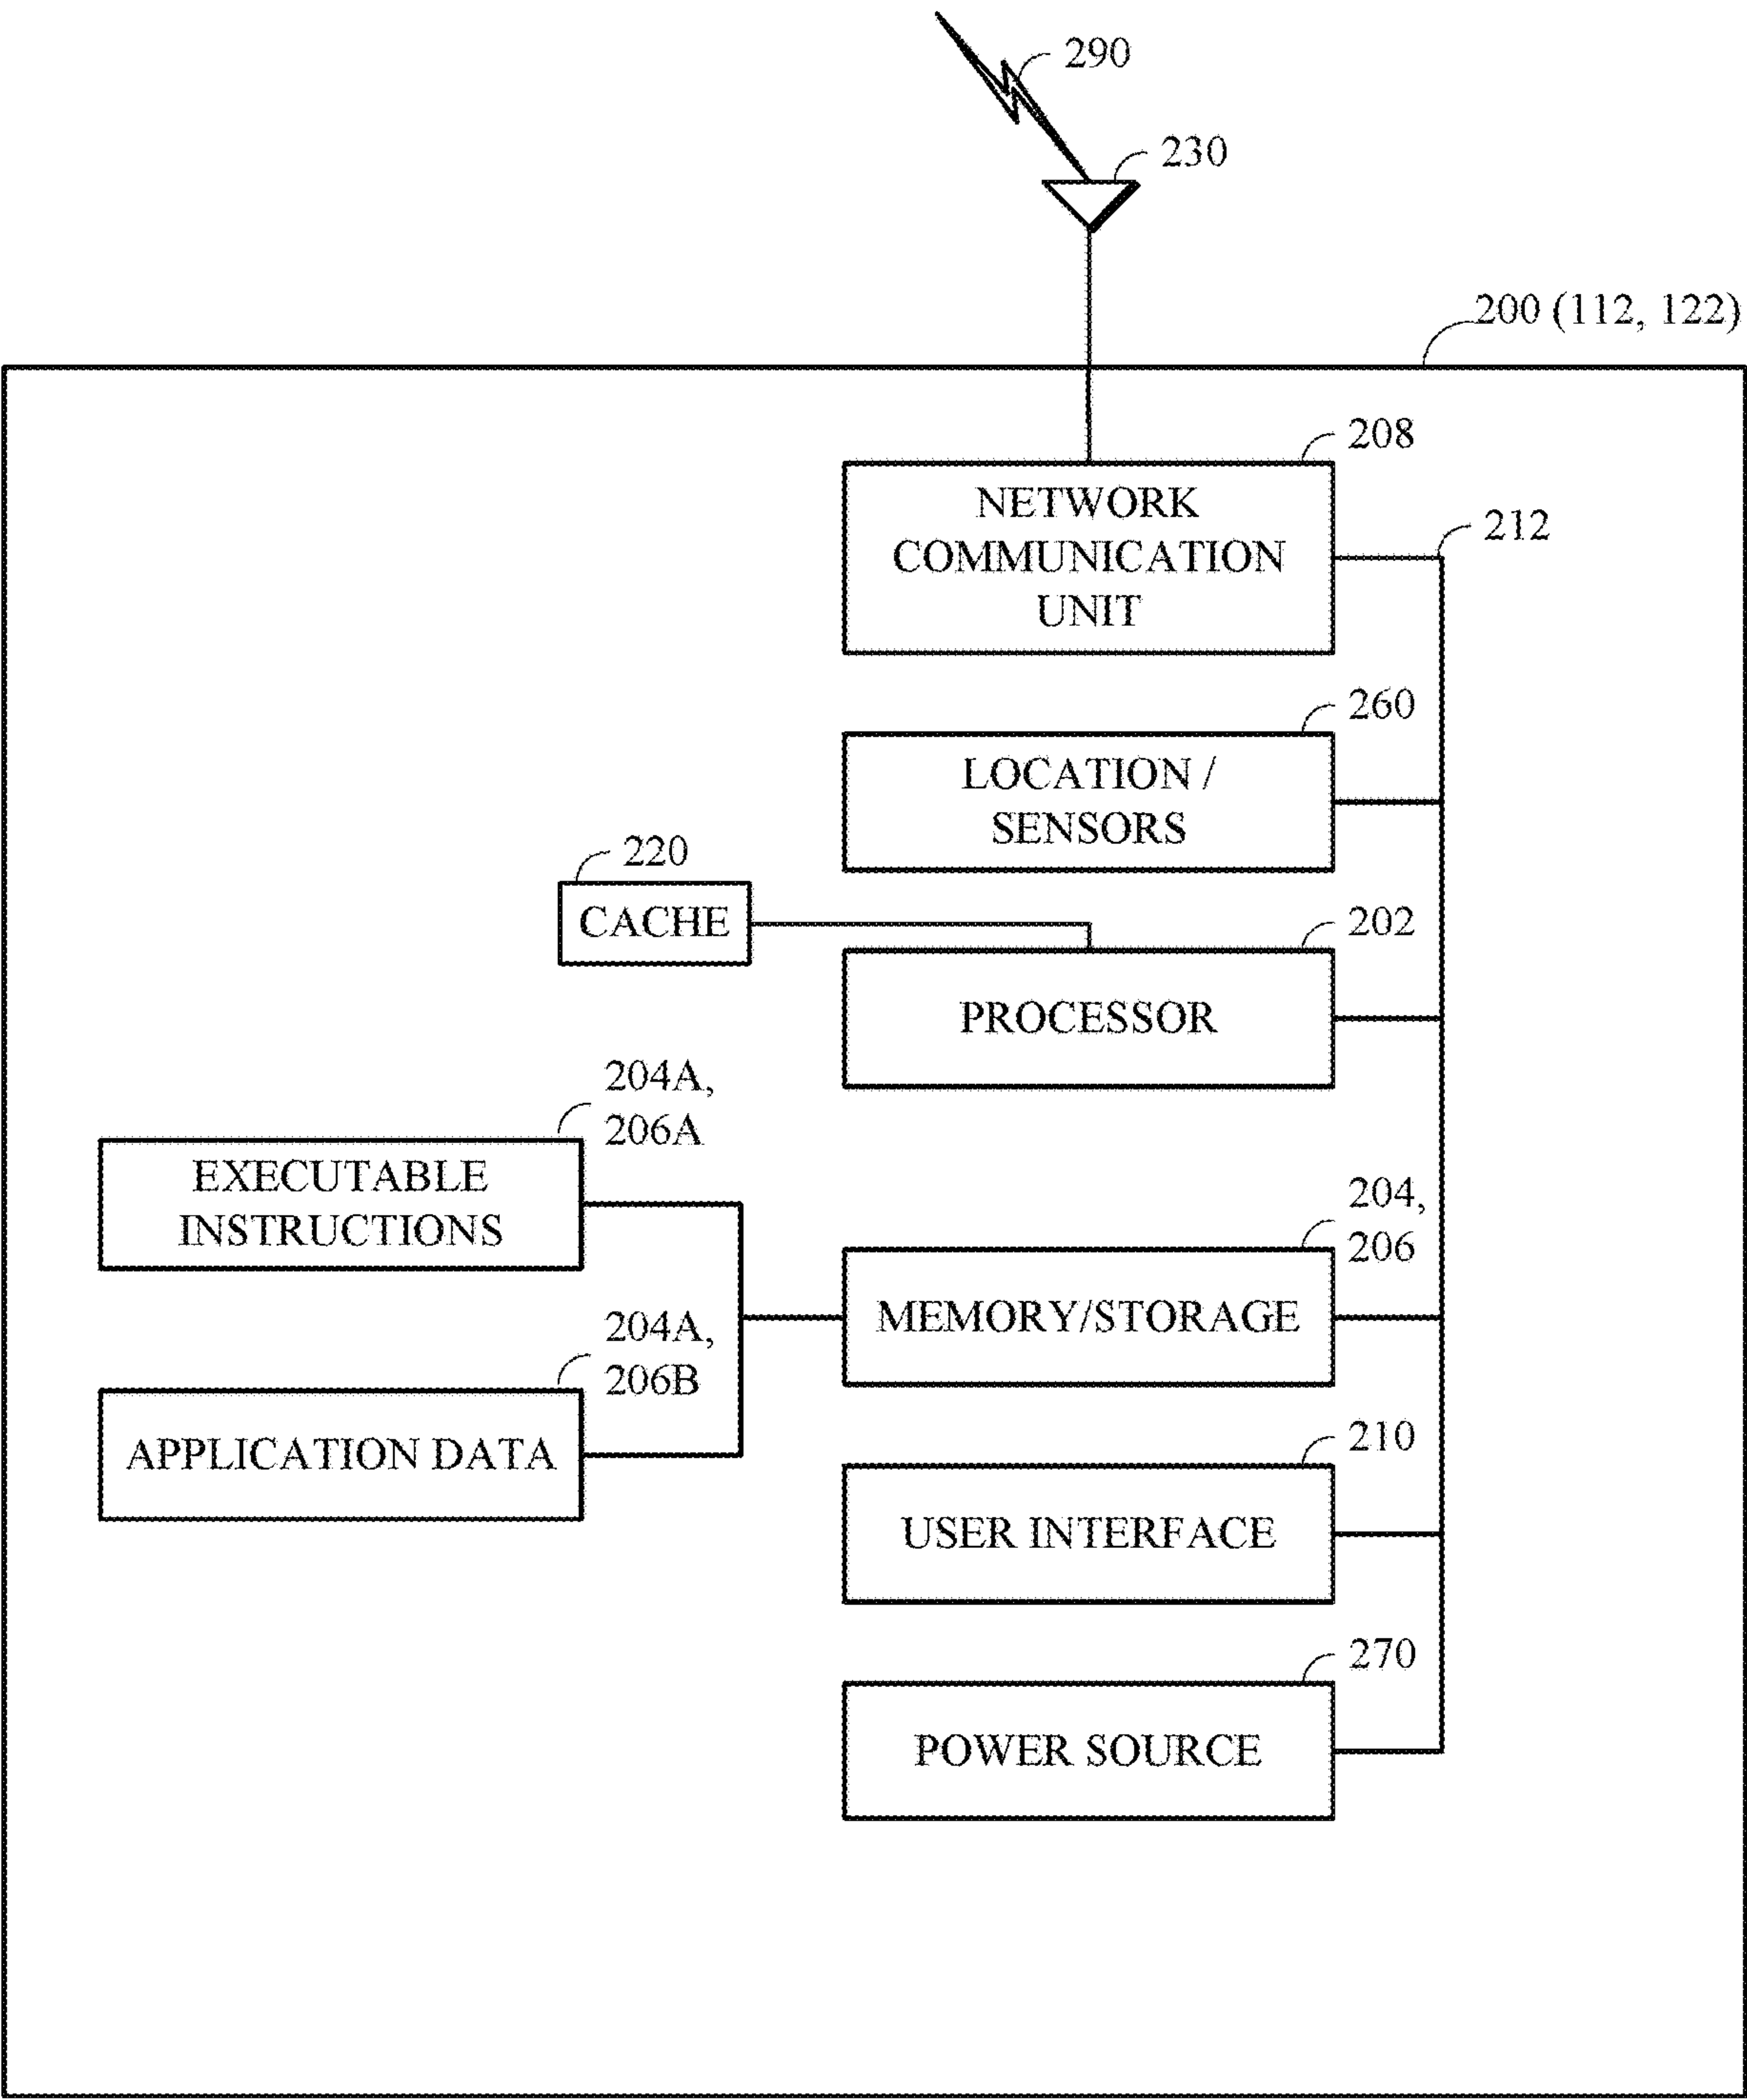 290
230
200 (112, 122)
208
NETWORK
COMMUNICATION
UNIT
212
260
LOCATION /
SENSORS
220
CACHE
202
PROCESSOR
204A,
206A
EXECUTABLE
INSTRUCTIONS
204,
206
MEMORY/STORAGE
204A,
206B
APPLICATION DATA
210
USER INTERFACE
270
POWER SOURCE